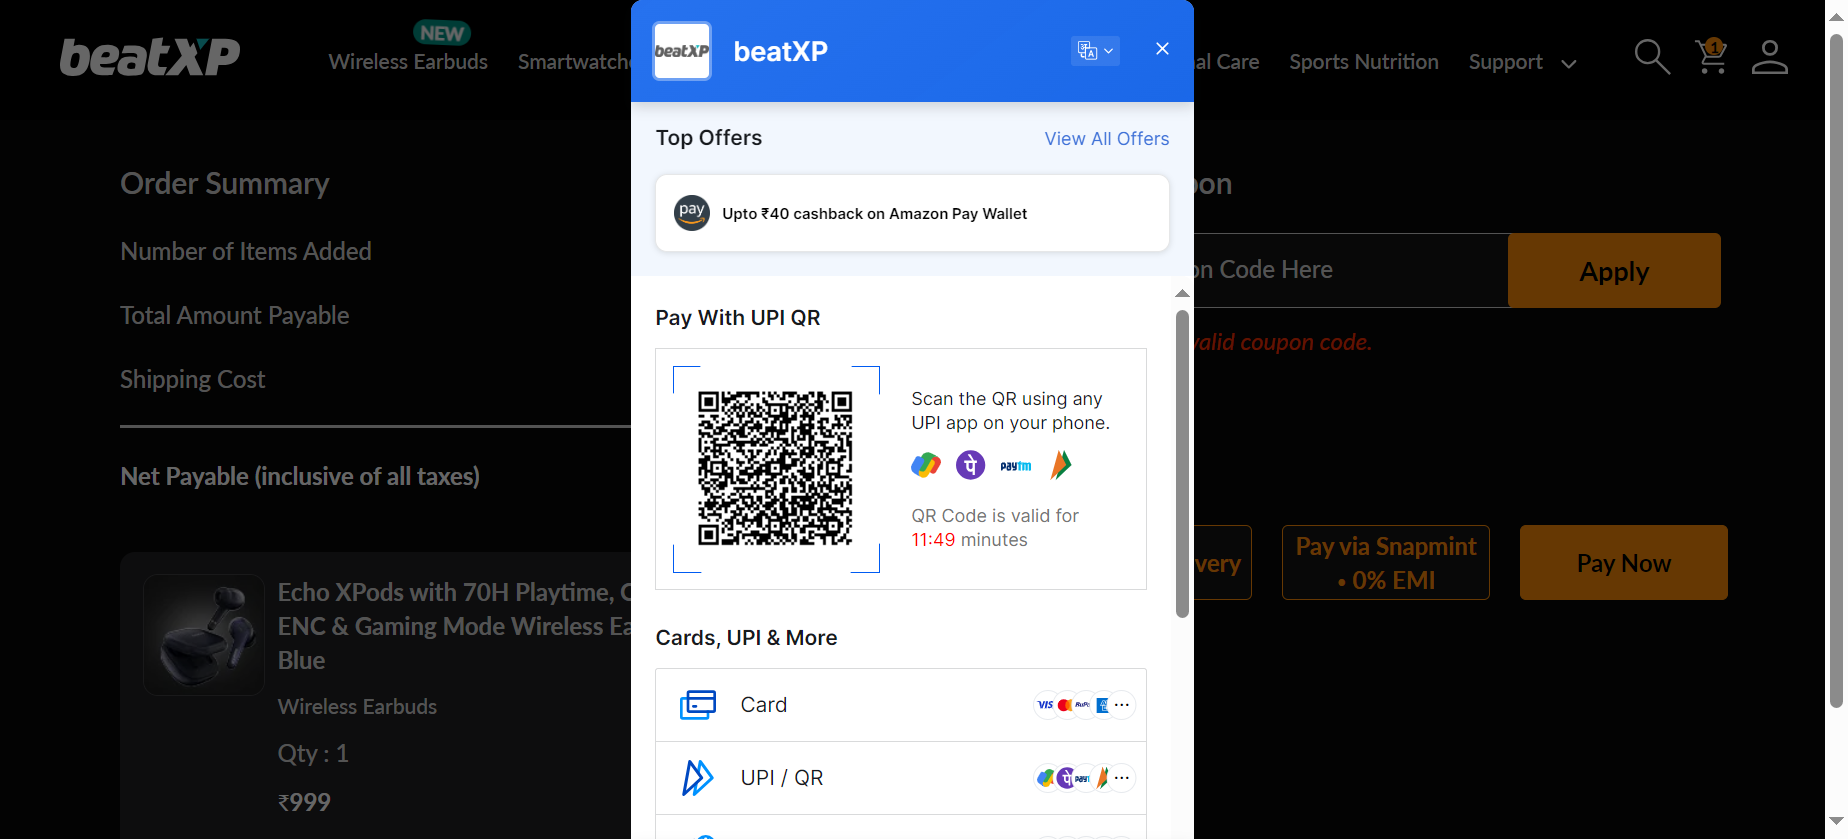 beatXP
NEW
Wireless Earbuds
al Care
Sports Nutrition
Support
1
beatXP
beatXP
Top Offers
View All Offers
pay
Upto ₹40 cashback on Amazon Pay Wallet
Pay With UPI QR
Scan the QR using any
UPI app on your phone.
पे
paytm
QR Code is valid for
11:49 minutes
Cards, UPI & More
Card
VISA
RuPay
UPI / QR
पे
Order Summary
Number of Items Added
Total Amount Payable
Shipping Cost
Net Payable (inclusive of all taxes)
Echo XPods with 70H Playtime,
ENC & Gaming Mode Wireless Ea
Blue
Wireless Earbuds
Qty : 1
₹999
on
on Code Here
Apply
valid coupon code.
very
Pay via Snapmint
• 0% EMI
Pay Now